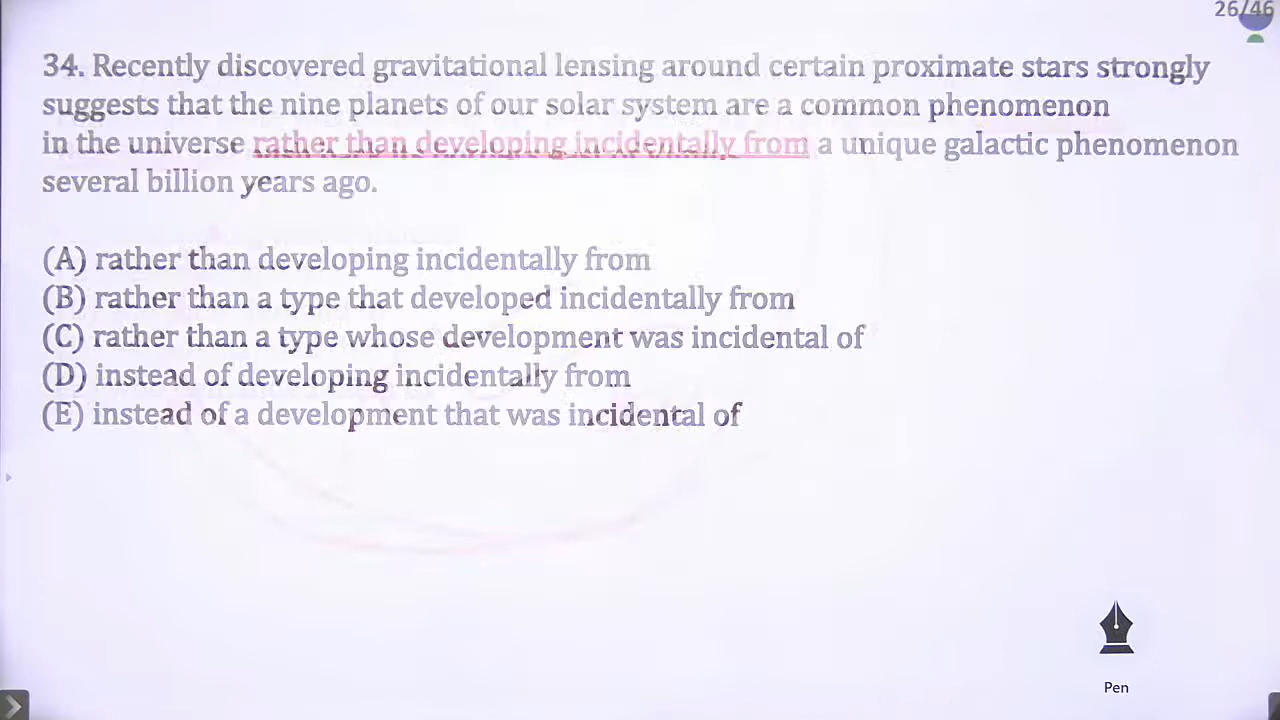 26/46
34. Recently discovered gravitational lensing around certain proximate stars strongly
suggests that the nine planets of our solar system are a common phenomenon
in the universe rather than developing incidentally from a unique galactic phenomenon
several billion years ago.
(A) rather than developing incidentally from
(B) rather than a type that developed incidentally from
(C) rather than a type whose development was incidental of
(D) instead of developing incidentally from
(E) instead of a development that was incidental of
Pen